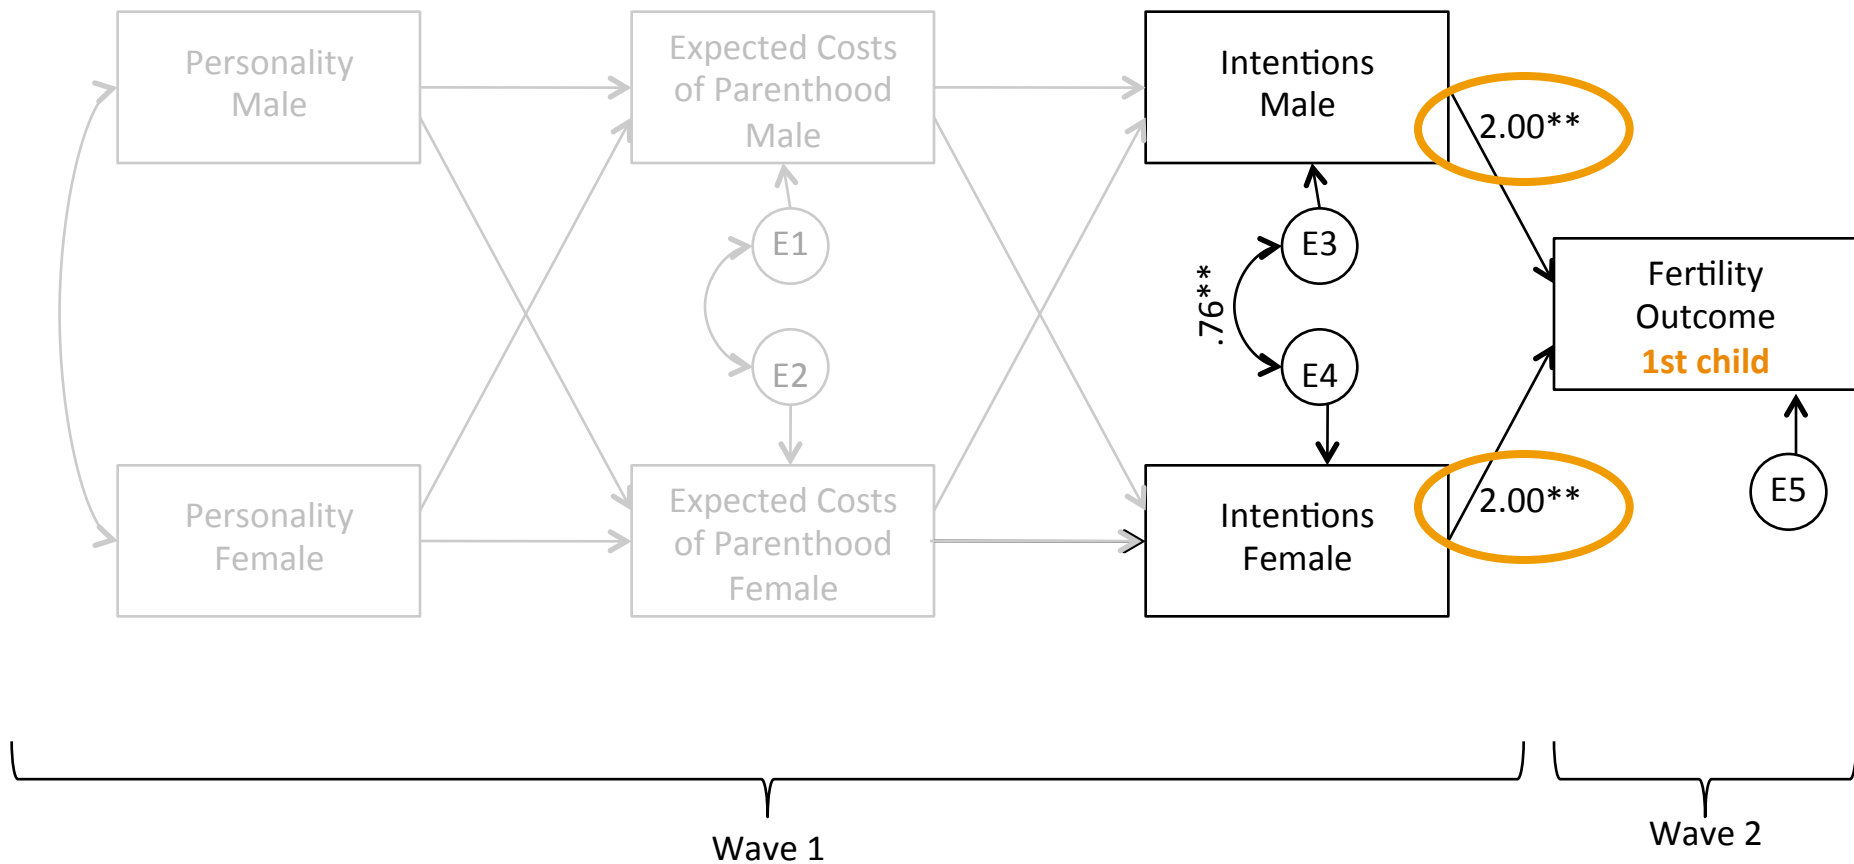 Personality
Male
Expected Costs
of Parenthood
Male
Intentions
Male
2.00**
E1
E3
.76**
E2
E4
Fertility
Outcome
1st child
Personality
Female
Expected Costs
of Parenthood
Female
Intentions
Female
2.00**
E5
Wave 1
Wave 2